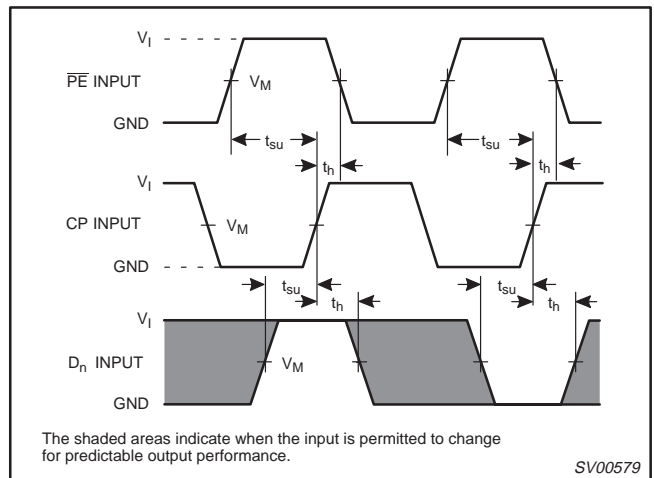 V_I
P̅E̅ INPUT
V_M
GND
t_su t_su
t_h t_h
V_I
CP INPUT
V_M
GND
t_su t_su
t_h t_h
V_I
D_n INPUT
V_M
GND
The shaded areas indicate when the input is permitted to change
for predictable output performance.
SV00579